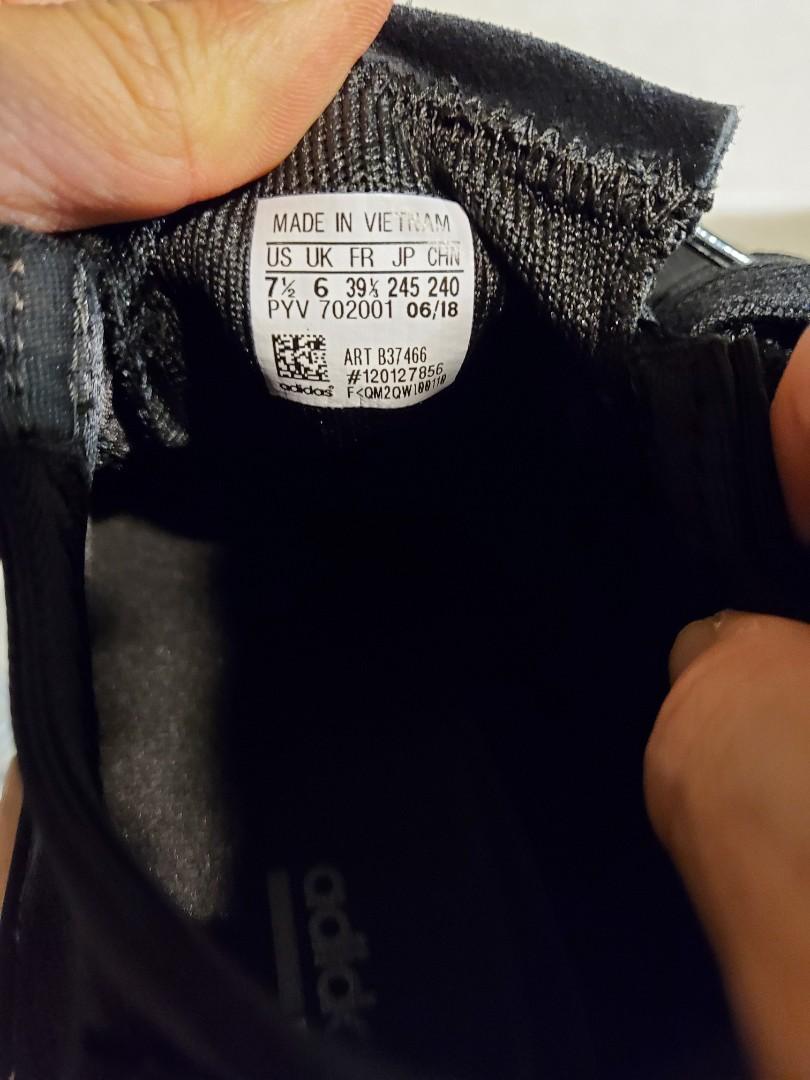 MADE IN VIETNAM
US UK FR JP CHN
7½ 6 39⅓ 245 240
PYV 702001 06/18
ART B37466
#120127856
adidas®